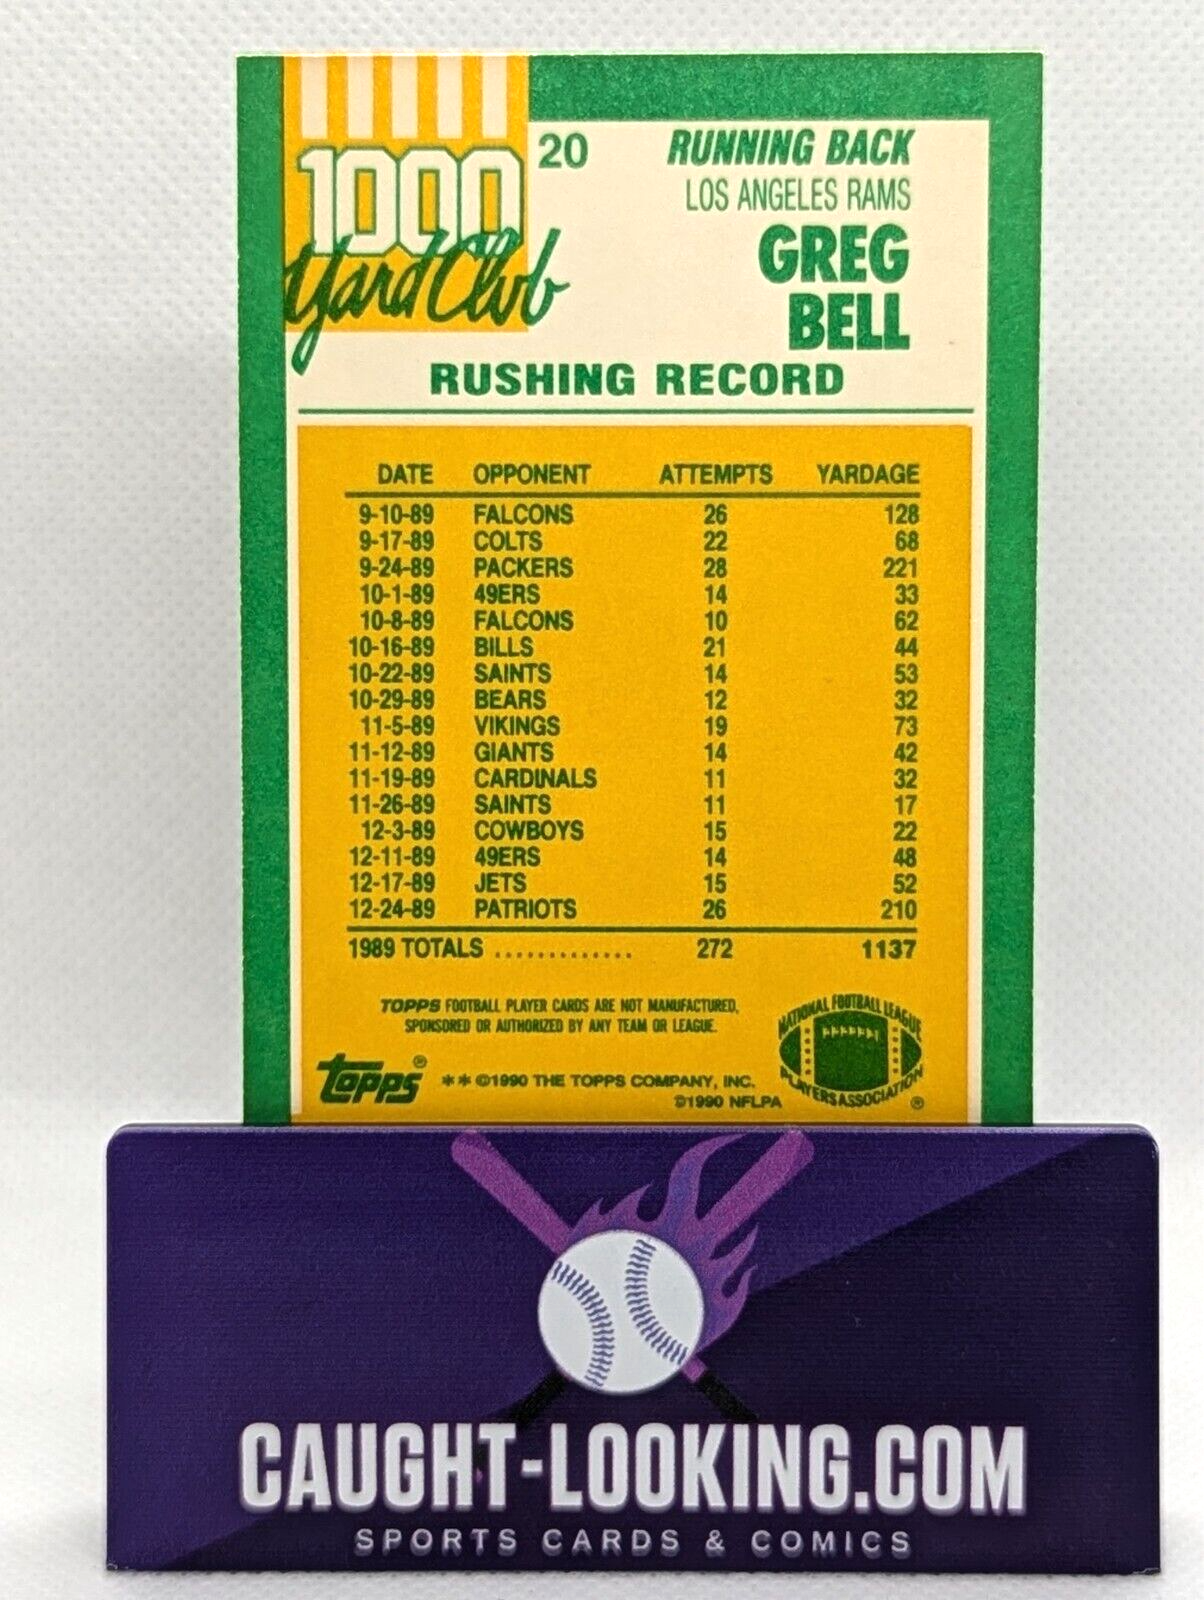 1000
Yard Club
20
RUNNING BACK
LOS ANGELES RAMS
GREG
BELL
RUSHING RECORD
DATE OPPONENT ATTEMPTS YARDAGE
9-10-89 FALCONS 26 128
9-17-89 COLTS 22 68
9-24-89 PACKERS 28 221
10-1-89 49ERS 14 33
10-8-89 FALCONS 10 62
10-16-89 BILLS 21 44
10-22-89 SAINTS 14 53
10-29-89 BEARS 12 32
11-5-89 VIKINGS 19 73
11-12-89 GIANTS 14 42
11-19-89 CARDINALS 11 32
11-26-89 SAINTS 11 17
12-3-89 COWBOYS 15 22
12-11-89 49ERS 14 48
12-17-89 JETS 15 52
12-24-89 PATRIOTS 26 210
1989 TOTALS ............. 272 1137
TOPPS FOOTBALL PLAYER CARDS ARE NOT MANUFACTURED,
SPONSORED OR AUTHORIZED BY ANY TEAM OR LEAGUE.
NATIONAL FOOTBALL LEAGUE
PLAYERS ASSOCIATION ®
topps® ** ©1990 THE TOPPS COMPANY, INC.
©1990 NFLPA
CAUGHT-LOOKING.COM
SPORTS CARDS & COMICS